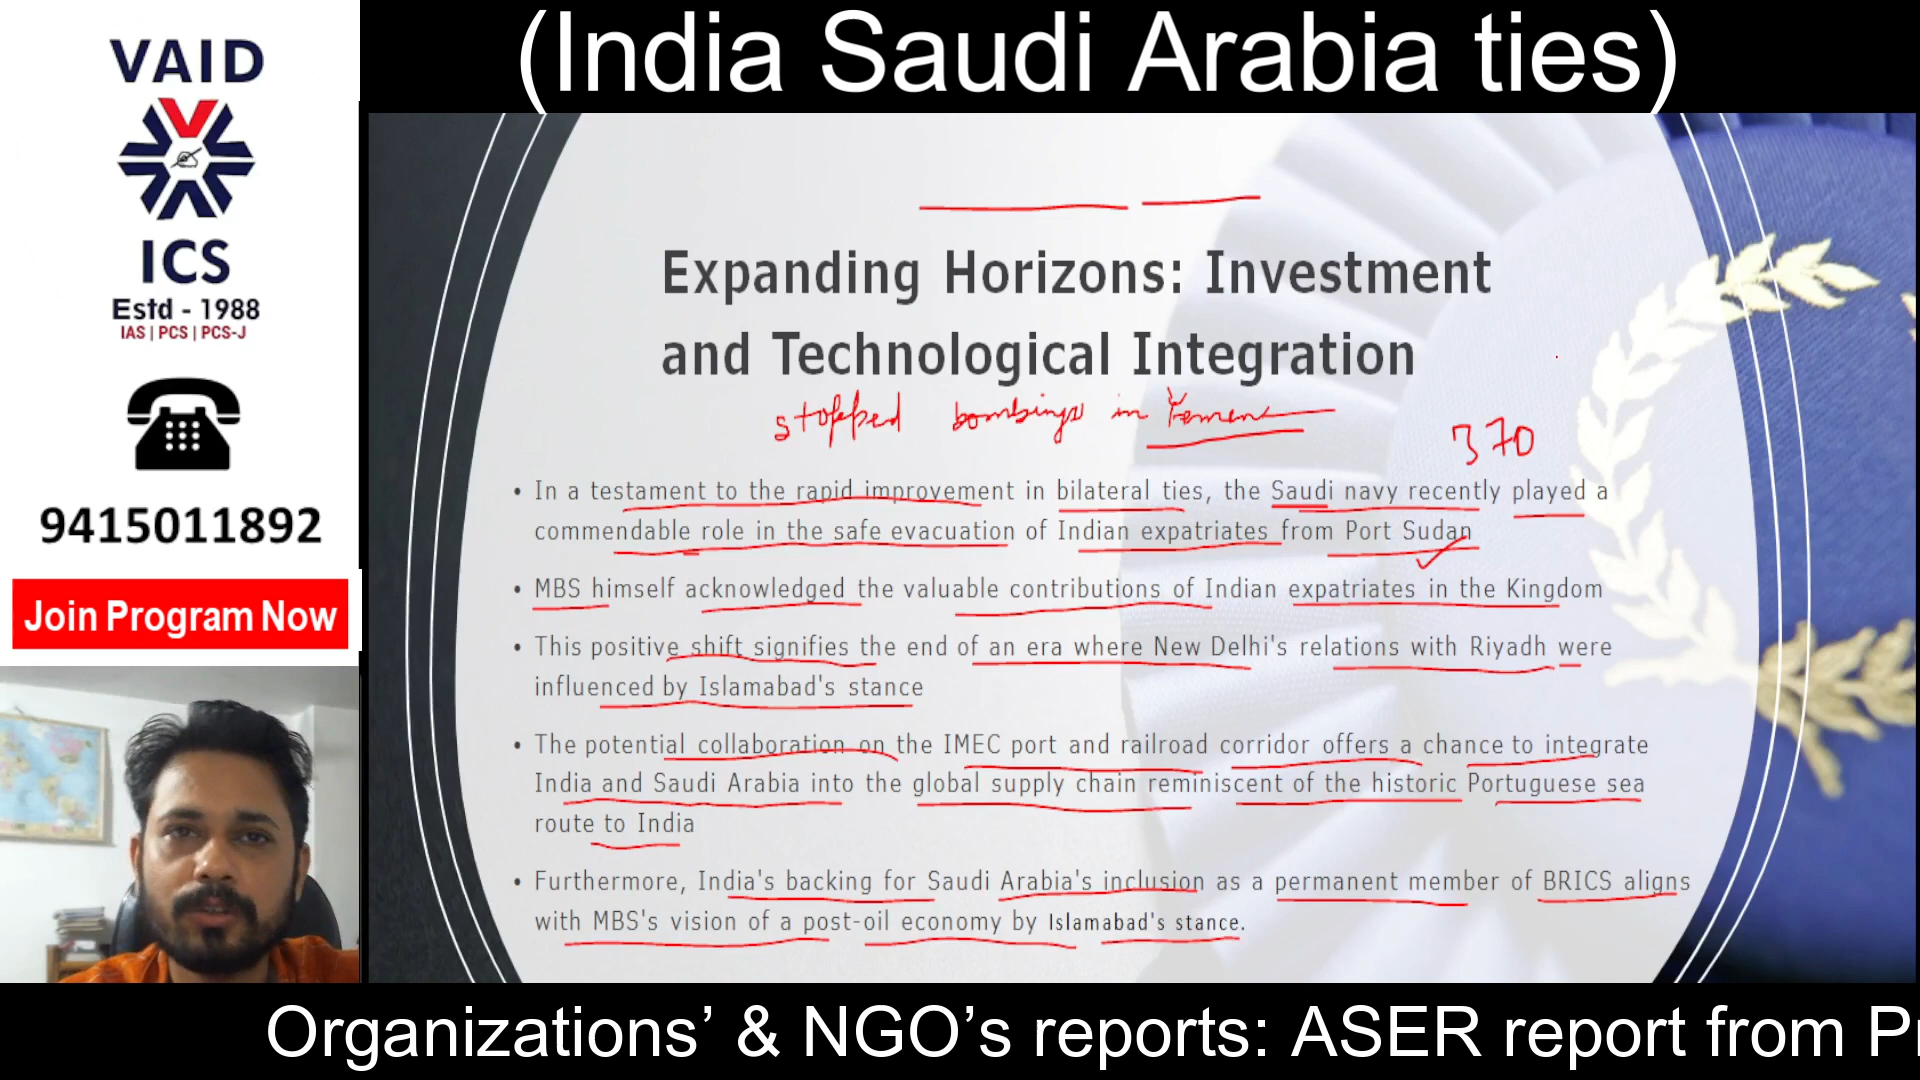 (India Saudi Arabia ties)
VAID
ICS
Estd - 1988
IAS | PCS | PCS-J
9415011892
Join Program Now
Expanding Horizons: Investment
and Technological Integration
stopped bombings in Yemen
370
• In a testament to the rapid improvement in bilateral ties, the Saudi navy recently played a
commendable role in the safe evacuation of Indian expatriates from Port Sudan
• MBS himself acknowledged the valuable contributions of Indian expatriates in the Kingdom
• This positive shift signifies the end of an era where New Delhi's relations with Riyadh were
influenced by Islamabad's stance
• The potential collaboration on the IMEC port and railroad corridor offers a chance to integrate
India and Saudi Arabia into the global supply chain reminiscent of the historic Portuguese sea
route to India
• Furthermore, India's backing for Saudi Arabia's inclusion as a permanent member of BRICS aligns
with MBS's vision of a post-oil economy by Islamabad's stance.
Organizations’ & NGO’s reports: ASER report from